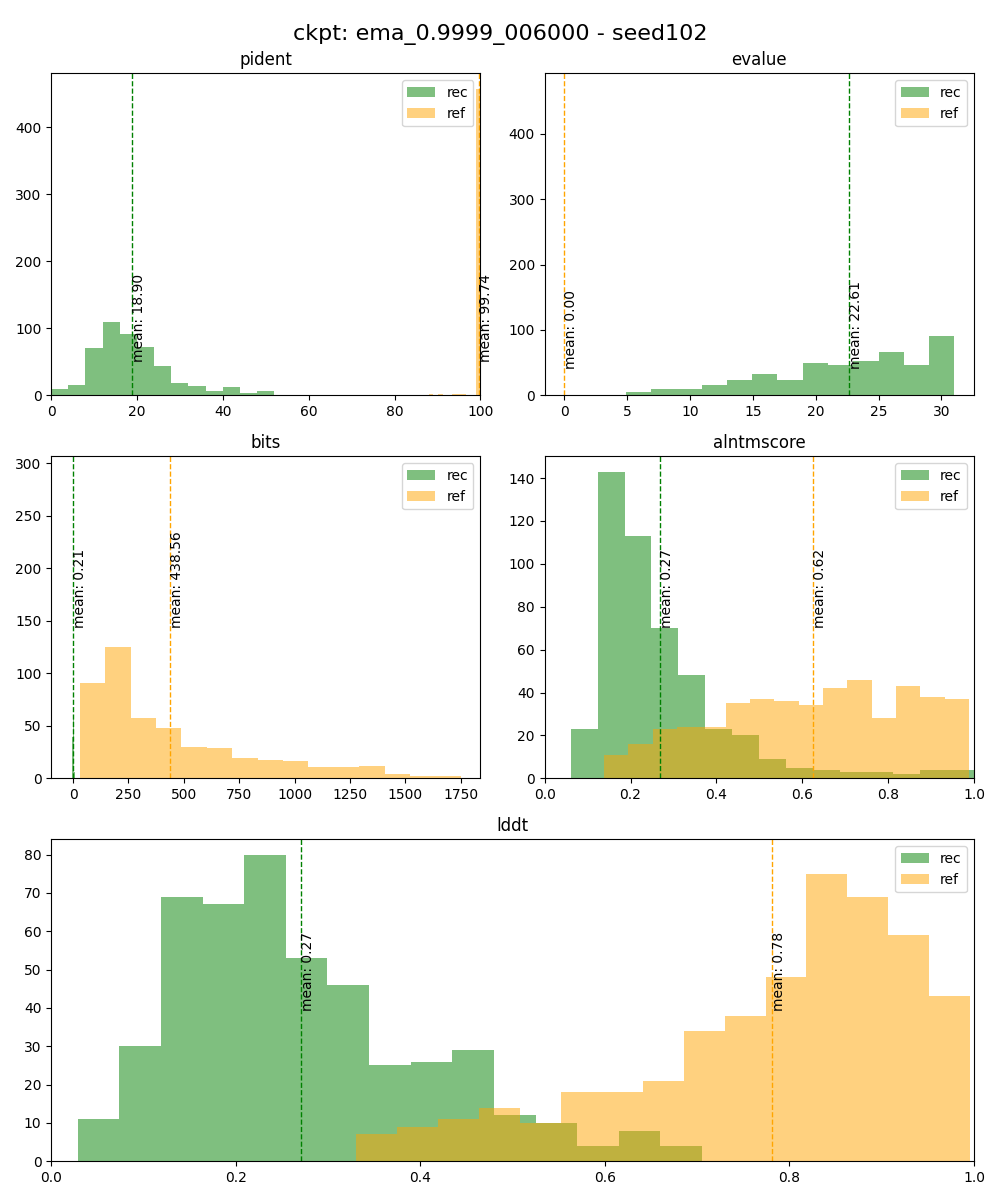 ckpt: ema_0.9999_006000 - seed102
pident
rec
ref
400
300
200
100
0
mean: 18.90
mean: 99.74
0 20 40 60 80 100
evalue
rec
ref
400
300
200
100
0
mean: 0.00
mean: 22.61
0 5 10 15 20 25 30
bits
rec
ref
300
250
200
150
100
50
0
mean: 0.21
mean: 438.56
0 250 500 750 1000 1250 1500 1750
alntmscore
rec
ref
140
120
100
80
60
40
20
0
mean: 0.27
mean: 0.62
0.0 0.2 0.4 0.6 0.8 1.0
lddt
rec
ref
80
70
60
50
40
30
20
10
0
mean: 0.27
mean: 0.78
0.0 0.2 0.4 0.6 0.8 1.0